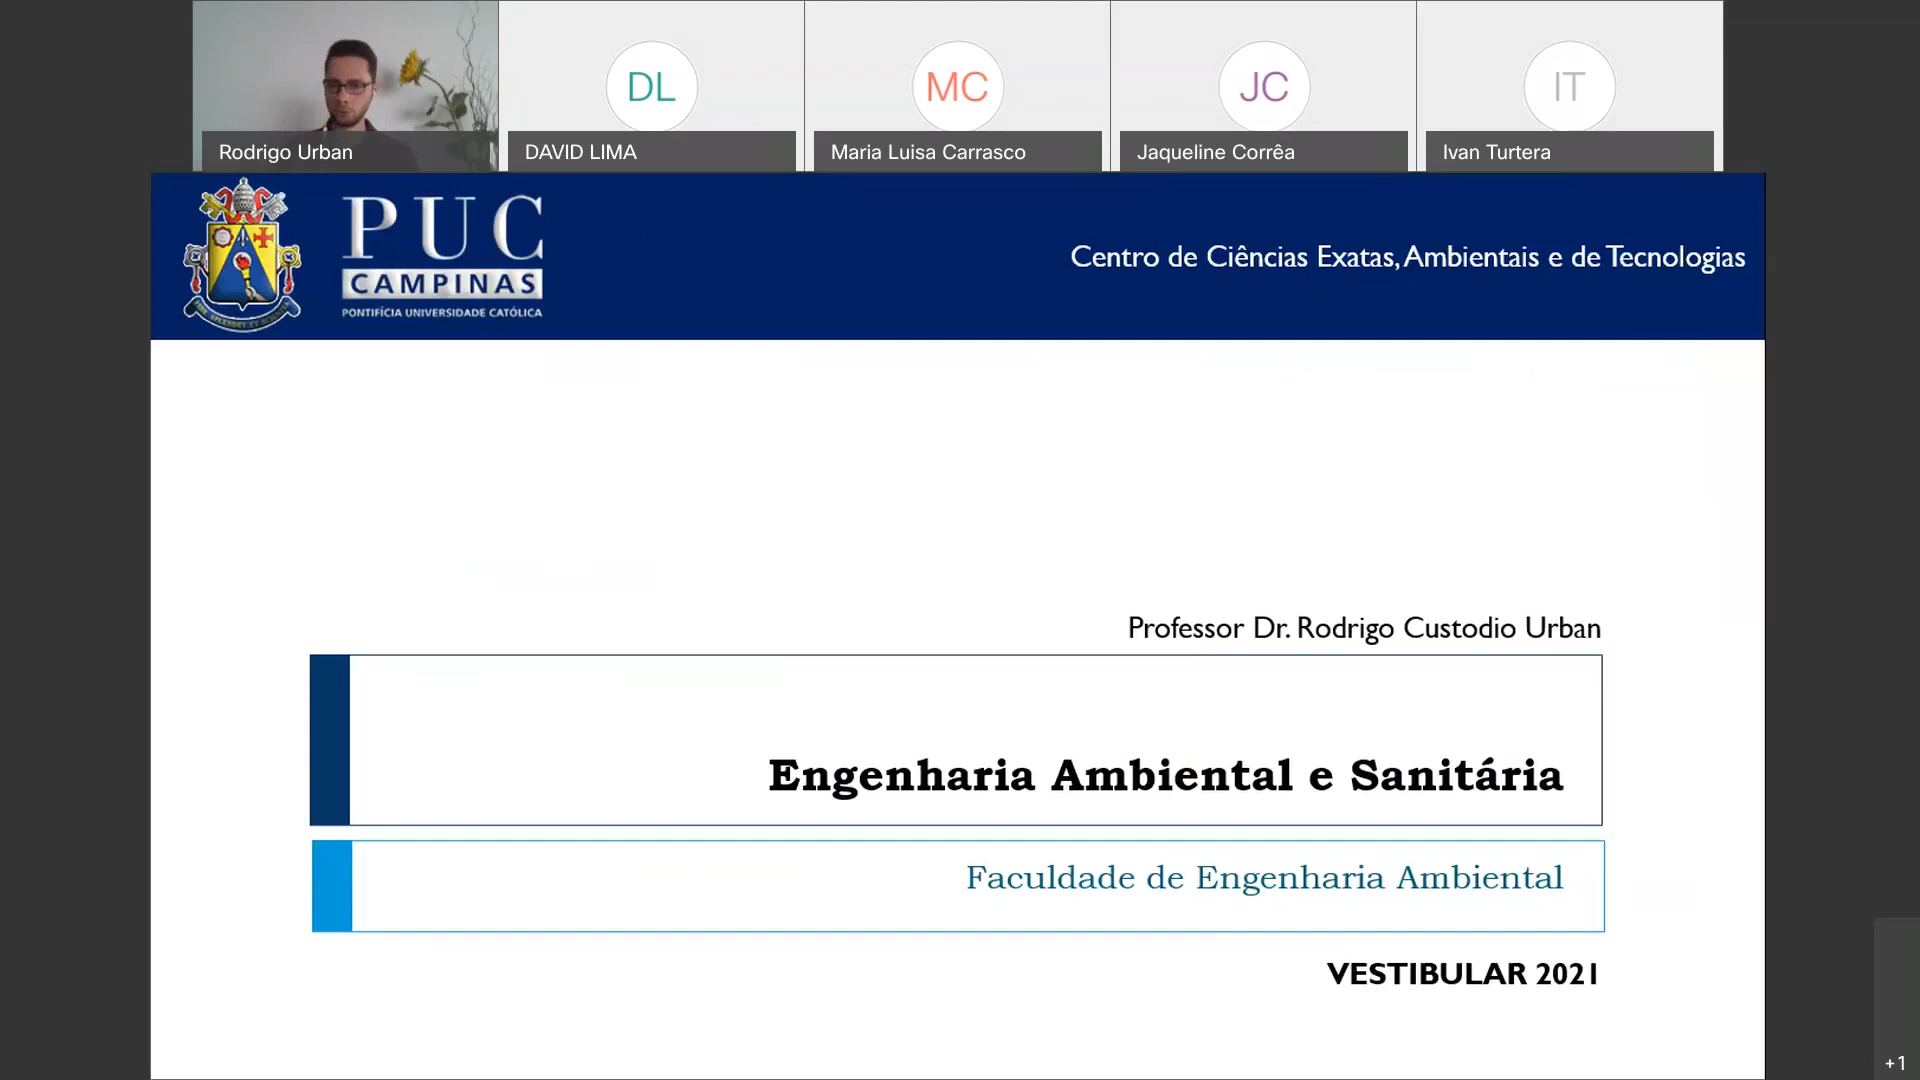 DL
MC
JC
IT
Rodrigo Urban
DAVID LIMA
Maria Luisa Carrasco
Jaqueline Corrêa
Ivan Turtera
PUC
CAMPINAS
PONTIFÍCIA UNIVERSIDADE CATÓLICA
Centro de Ciências Exatas, Ambientais e de Tecnologias
Professor Dr. Rodrigo Custodio Urban
Engenharia Ambiental e Sanitária
Faculdade de Engenharia Ambiental
VESTIBULAR 2021
+1